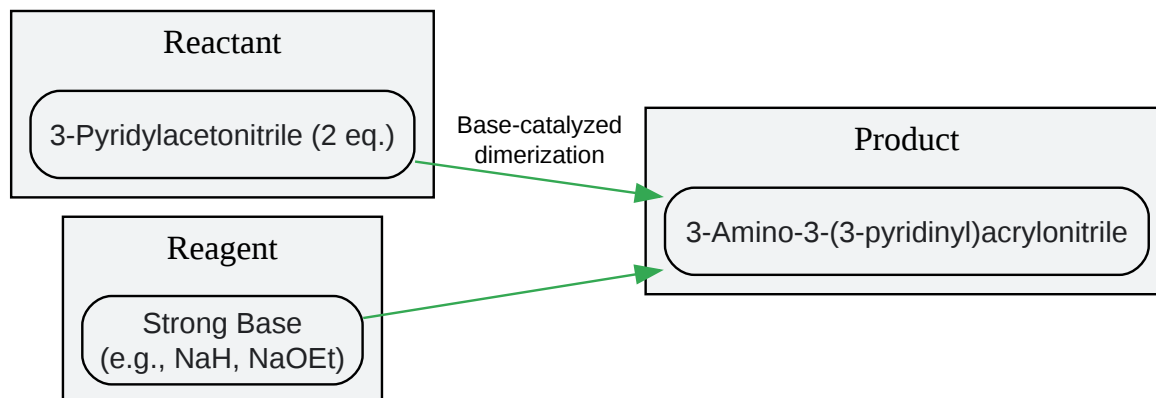 Reactant
3-Pyridylacetonitrile (2 eq.)
Base-catalyzed
dimerization
Product
3-Amino-3-(3-pyridinyl)acrylonitrile
Reagent
Strong Base
(e.g., NaH, NaOEt)